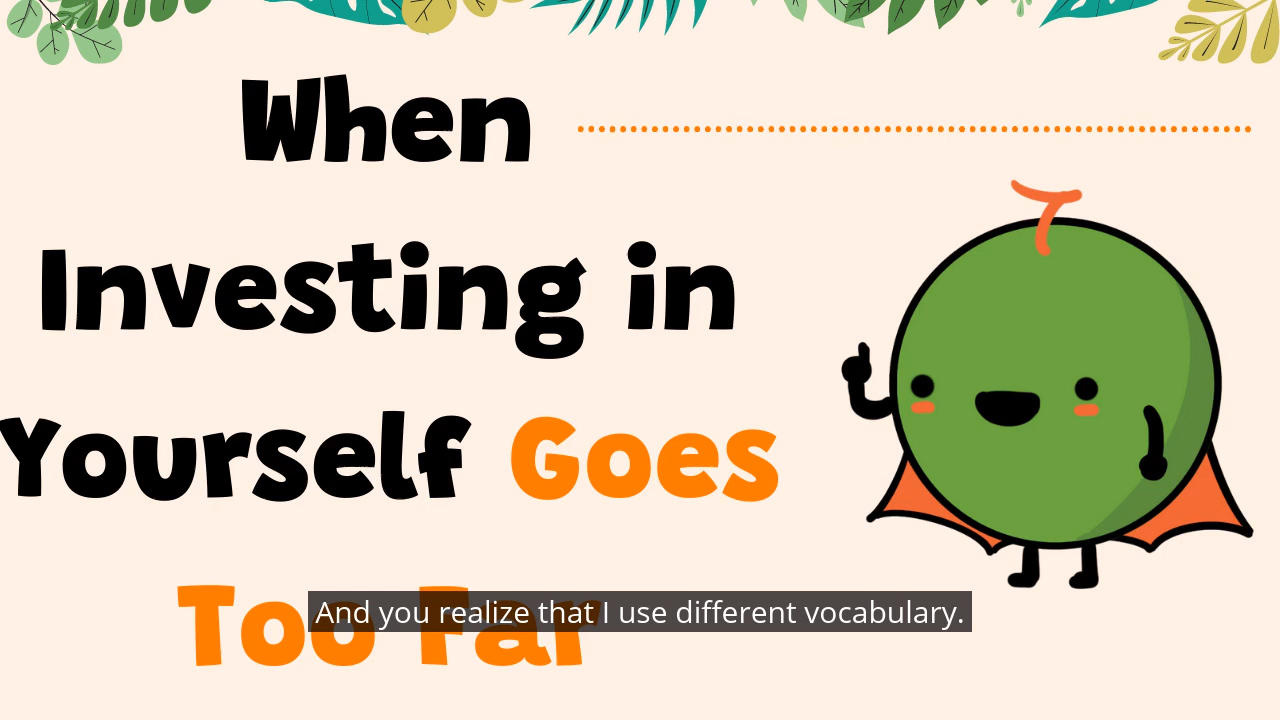 When
Investing in
Yourself Goes
Too Far
And you realize that I use different vocabulary.